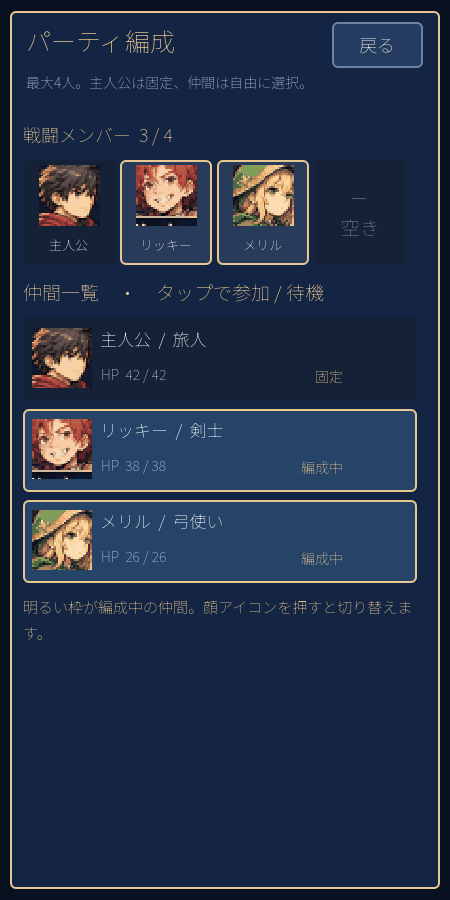 パーティ編成
戻る
最大4人。主人公は固定、仲間は自由に選択。
戦闘メンバー 3 / 4
主人公
リッキー
メリル
—
空き
仲間一覧 ・ タップで参加 / 待機
主人公 / 旅人
HP 42 / 42
固定
リッキー / 剣士
HP 38 / 38
編成中
メリル / 弓使い
HP 26 / 26
編成中
明るい枠が編成中の仲間。顔アイコンを押すと切り替えま
す。